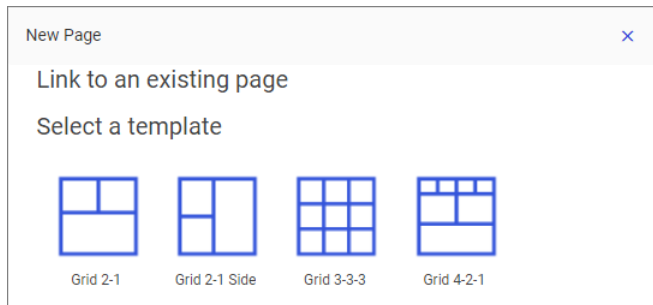 New Page
Link to an existing page
Select a template
Grid 2-1
Grid 2-1 Side
Grid 3-3-3
Grid 4-2-1